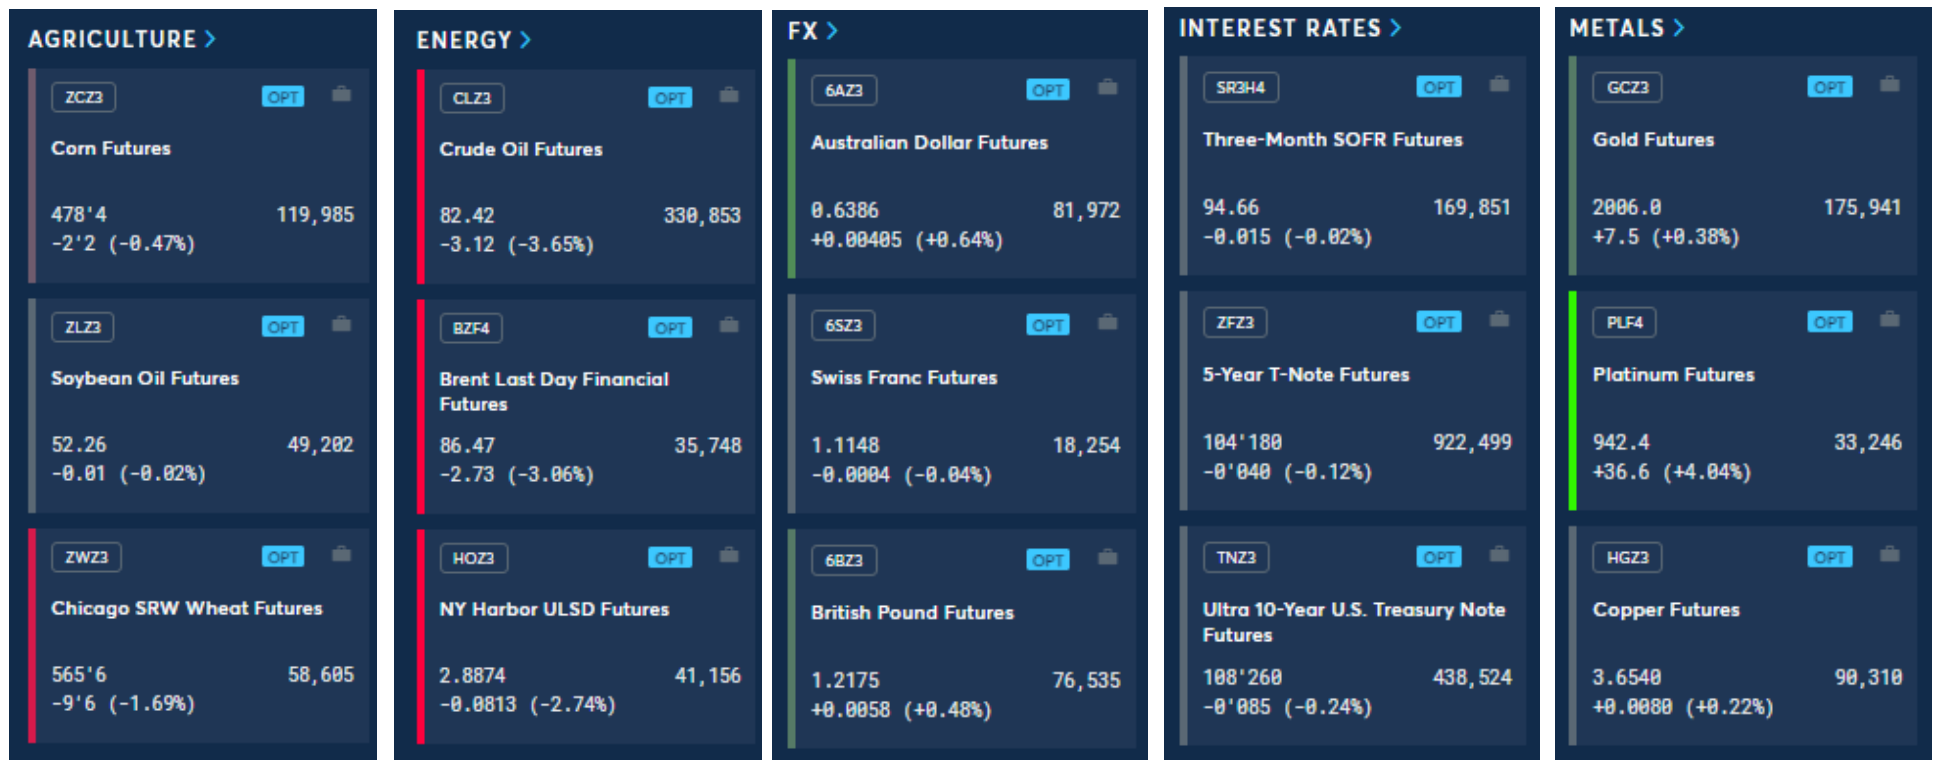 AGRICULTURE >
ZCZ3 OPT
Corn Futures
478'4 119,985
-2'2 (-0.47%)
ZLZ3 OPT
Soybean Oil Futures
52.26 49,202
-0.01 (-0.02%)
ZWZ3 OPT
Chicago SRW Wheat Futures
565'6 58,605
-9'6 (-1.69%)
ENERGY >
CLZ3 OPT
Crude Oil Futures
82.42 330,853
-3.12 (-3.65%)
BZF4 OPT
Brent Last Day Financial
Futures
86.47 35,748
-2.73 (-3.06%)
HOZ3 OPT
NY Harbor ULSD Futures
2.8874 41,156
-0.0813 (-2.74%)
FX >
6AZ3 OPT
Australian Dollar Futures
0.6386 81,972
+0.00405 (+0.64%)
6SZ3 OPT
Swiss Franc Futures
1.1148 18,254
-0.0004 (-0.04%)
6BZ3 OPT
British Pound Futures
1.2175 76,535
+0.0058 (+0.48%)
INTEREST RATES >
SR3H4 OPT
Three-Month SOFR Futures
94.66 169,851
-0.015 (-0.02%)
ZFZ3 OPT
5-Year T-Note Futures
104'180 922,499
-0'040 (-0.12%)
TNZ3 OPT
Ultra 10-Year U.S. Treasury Note
Futures
108'260 438,524
-0'085 (-0.24%)
METALS >
GCZ3 OPT
Gold Futures
2006.0 175,941
+7.5 (+0.38%)
PLF4 OPT
Platinum Futures
942.4 33,246
+36.6 (+4.04%)
HGZ3 OPT
Copper Futures
3.6540 90,310
+0.0080 (+0.22%)